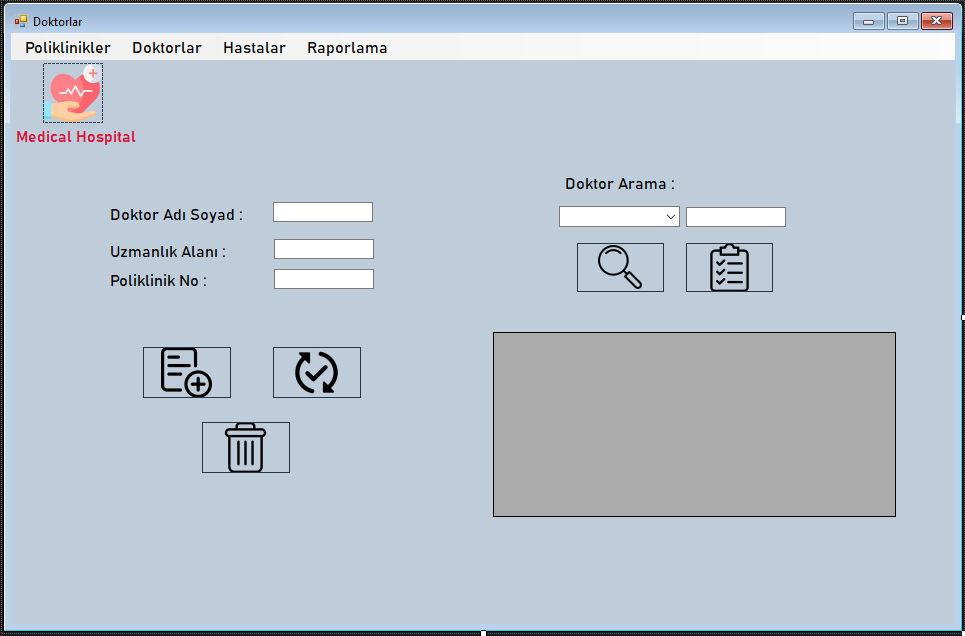 Doktorlar
Poliklinikler Doktorlar Hastalar Raporlama
Medical Hospital
Doktor Arama :
Doktor Adı Soyad :
Uzmanlık Alanı :
Poliklinik No :